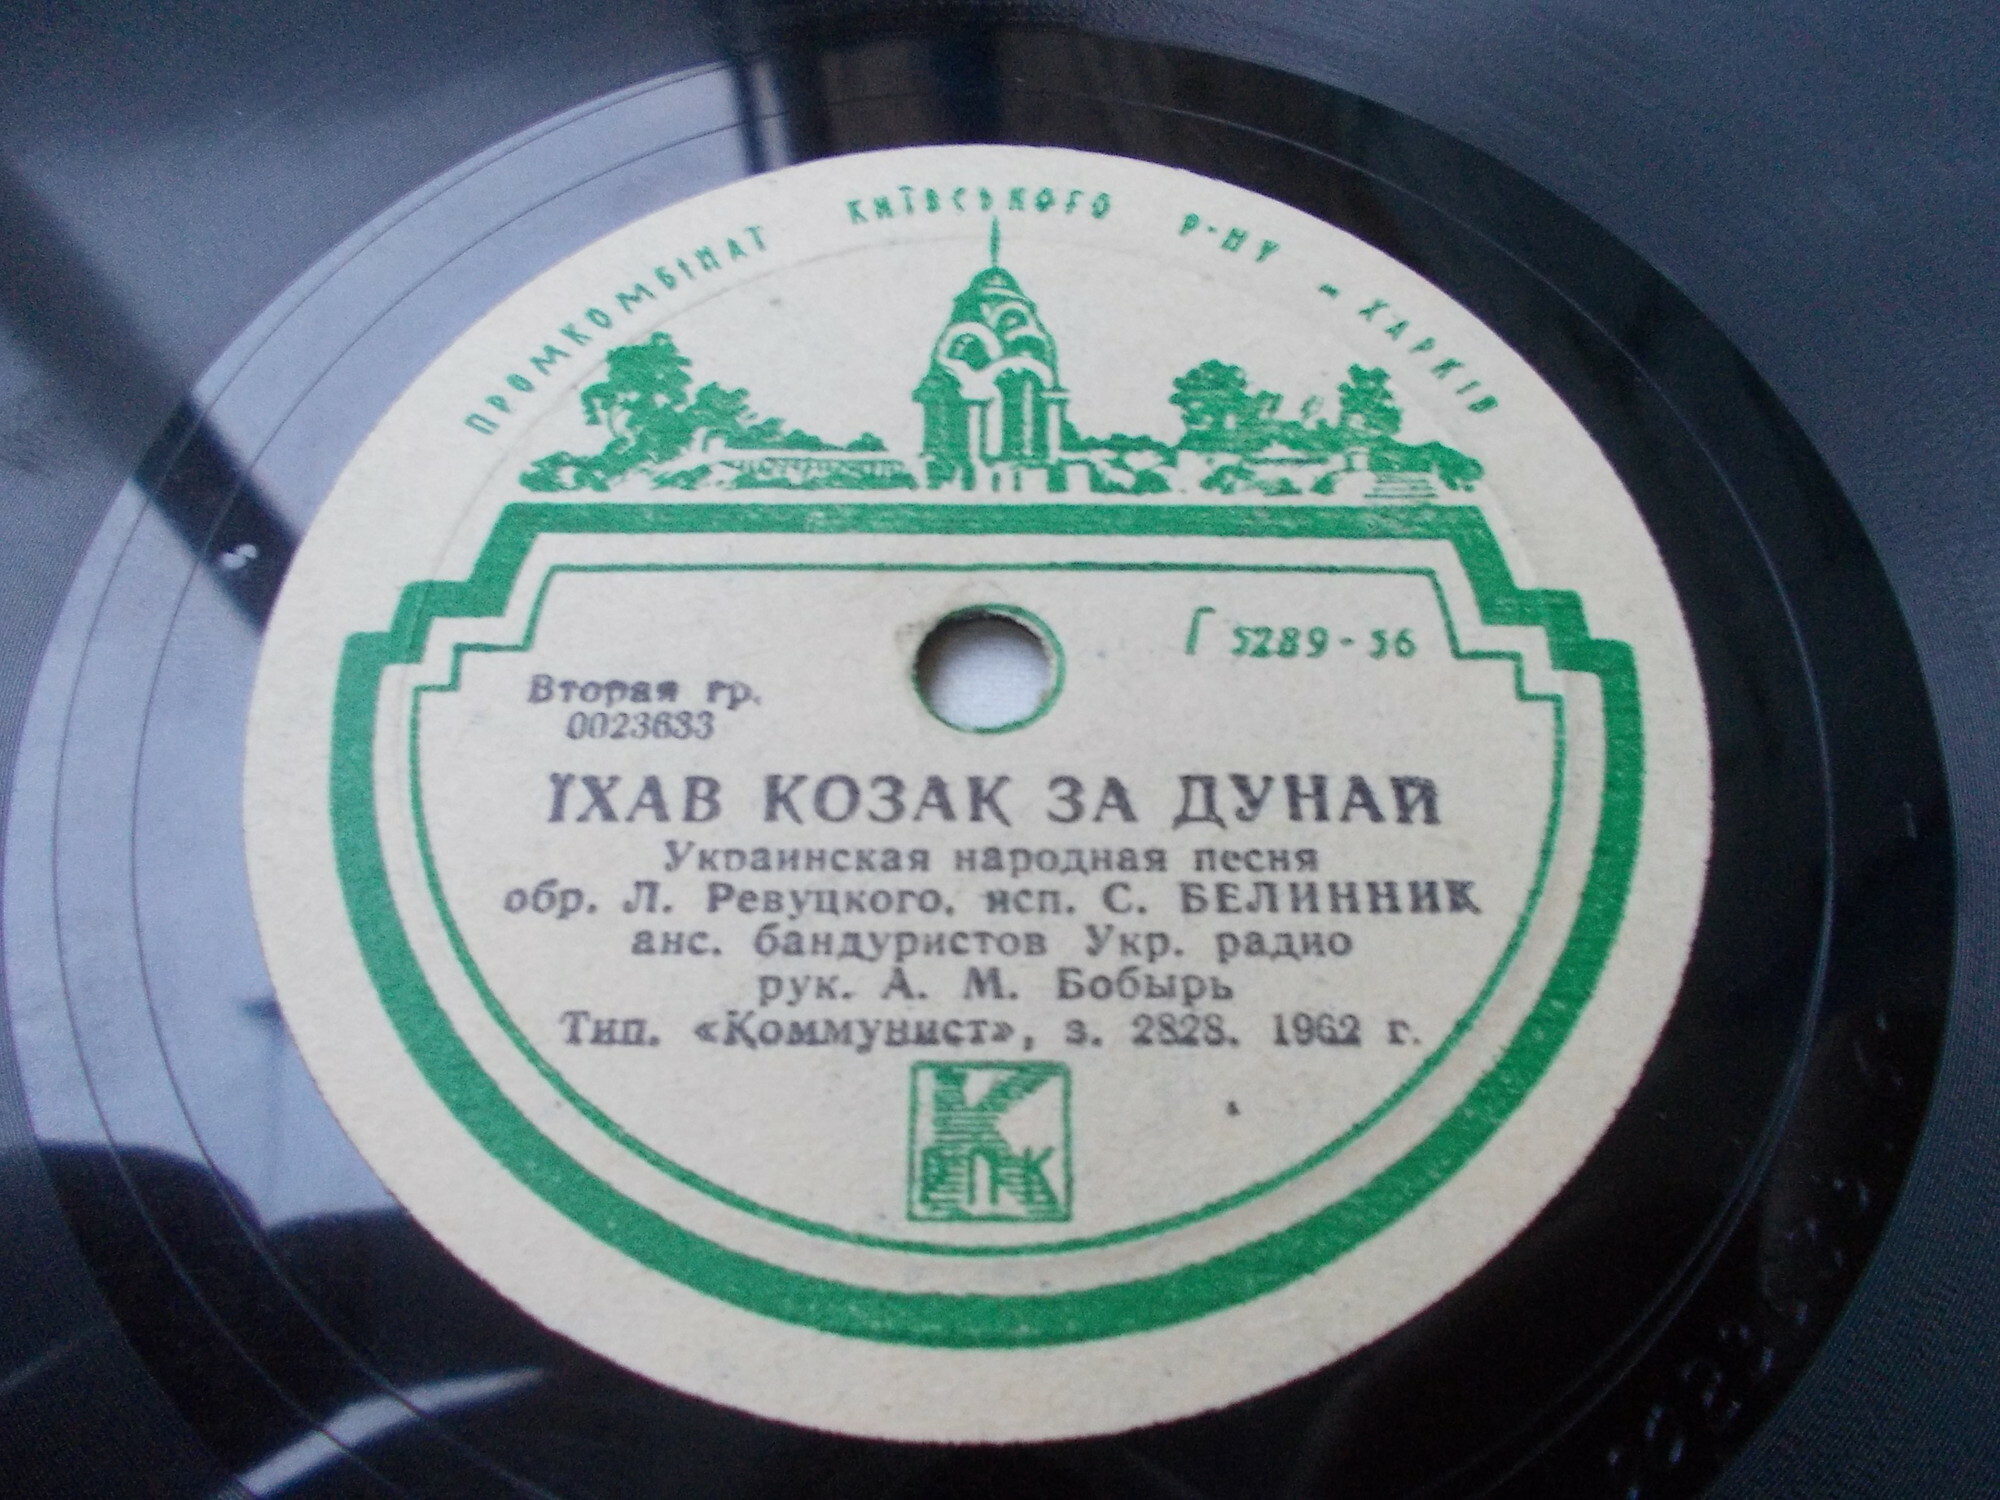 ПРОМКОМБІНАТ КИЇВСЬКОГО Р-НУ - ХАРКІВ
Г 5289-56
Вторая гр.
0023633
ЇХАВ КОЗАК ЗА ДУНАЙ
Украинская народная песня
обр. Л. Ревуцкого, исп. С. БЕЛИННИК
анс. бандуристов Укр. радио
рук. А. М. Бобырь
Тип. «Коммунист», з. 2828. 1962 г.
К
РПК